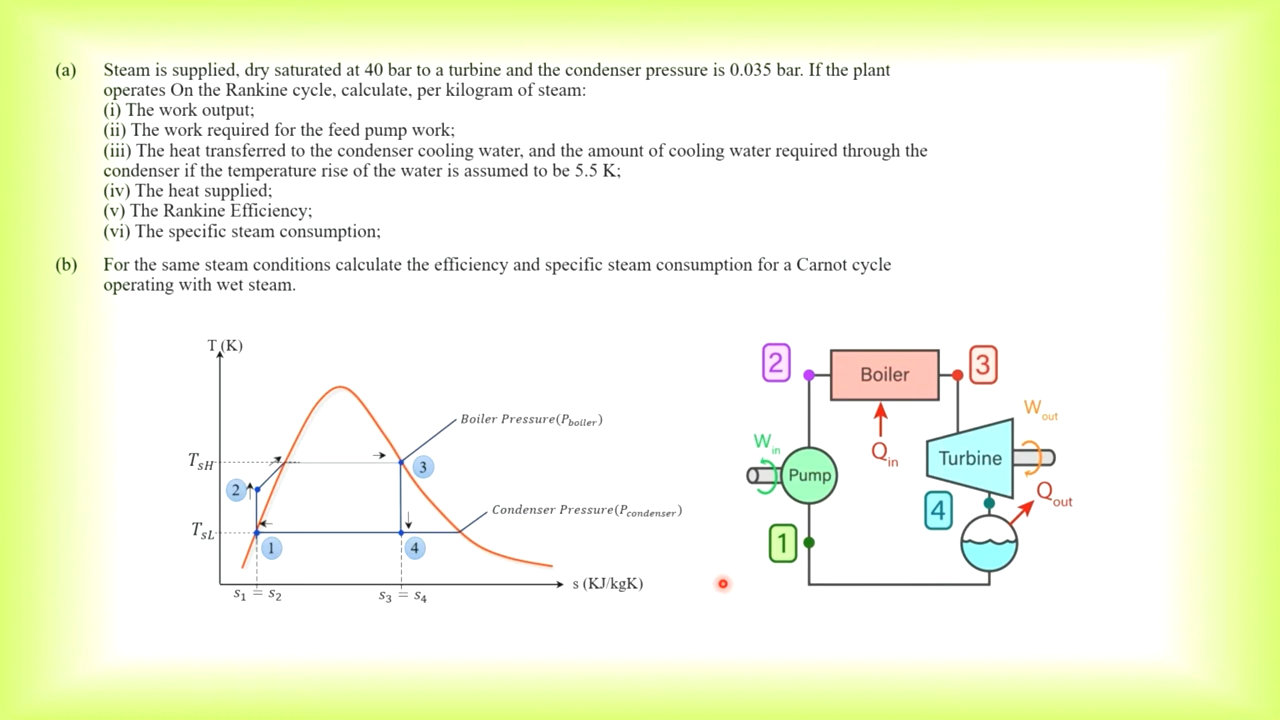 (a) Steam is supplied, dry saturated at 40 bar to a turbine and the condenser pressure is 0.035 bar. If the plant
operates On the Rankine cycle, calculate, per kilogram of steam:
(i) The work output;
(ii) The work required for the feed pump work;
(iii) The heat transferred to the condenser cooling water, and the amount of cooling water required through the
condenser if the temperature rise of the water is assumed to be 5.5 K;
(iv) The heat supplied;
(v) The Rankine Efficiency;
(vi) The specific steam consumption;
(b) For the same steam conditions calculate the efficiency and specific steam consumption for a Carnot cycle
operating with wet steam.
T (K)
Boiler Pressure(P_boiler)
T_sH
3
2
Condenser Pressure(P_condenser)
T_sL
1
4
s (KJ/kgK)
s₁ = s₂
s₃ = s₄
2
Boiler
3
W_out
W_in
Q_in
Turbine
Pump
Q_out
4
1